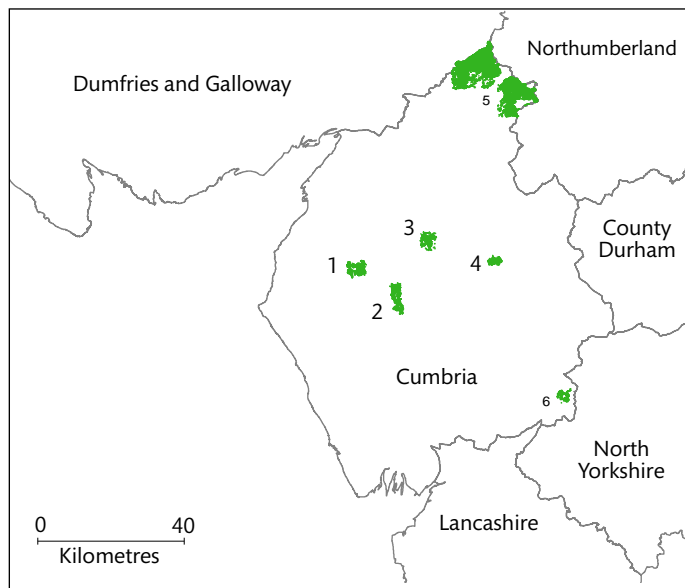 Northumberland
Dumfries and Galloway
5
County
Durham
3
1
4
2
Cumbria
6
North
Yorkshire
0 40
Kilometres
Lancashire